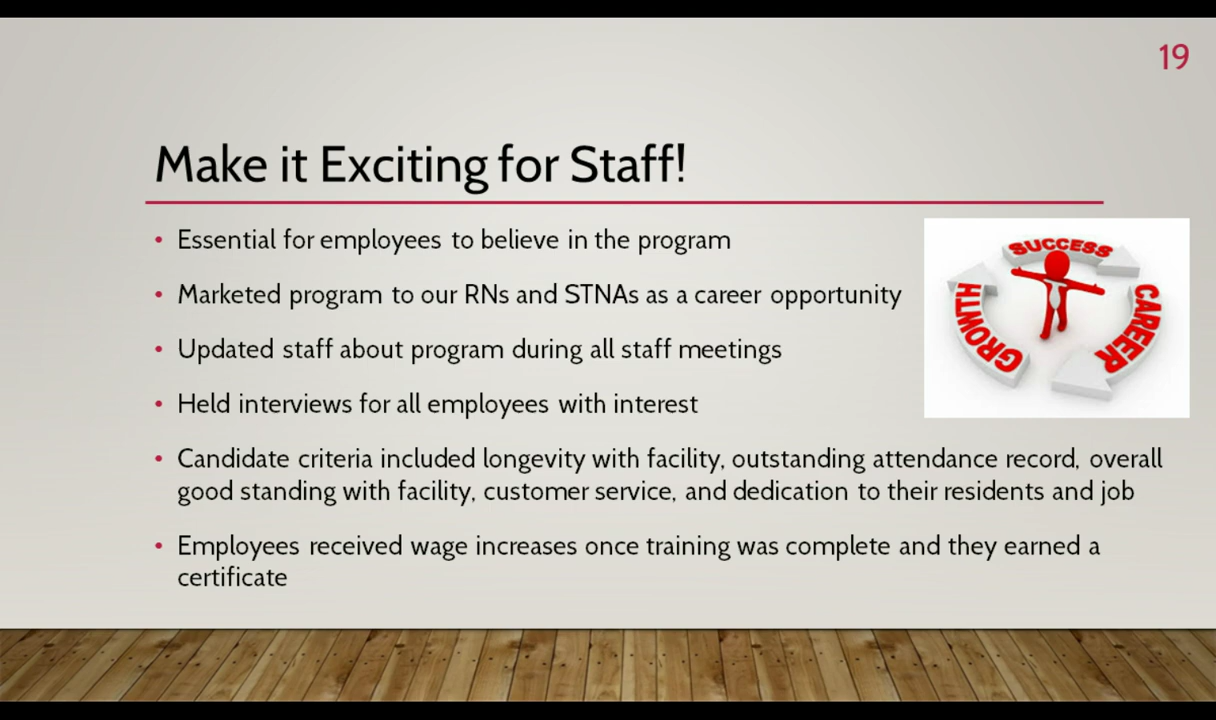 19
Make it Exciting for Staff!
• Essential for employees to believe in the program
• Marketed program to our RNs and STNAs as a career opportunity
• Updated staff about program during all staff meetings
• Held interviews for all employees with interest
• Candidate criteria included longevity with facility, outstanding attendance record, overall
good standing with facility, customer service, and dedication to their residents and job
• Employees received wage increases once training was complete and they earned a
certificate
SUCCESS
CAREER
GROWTH